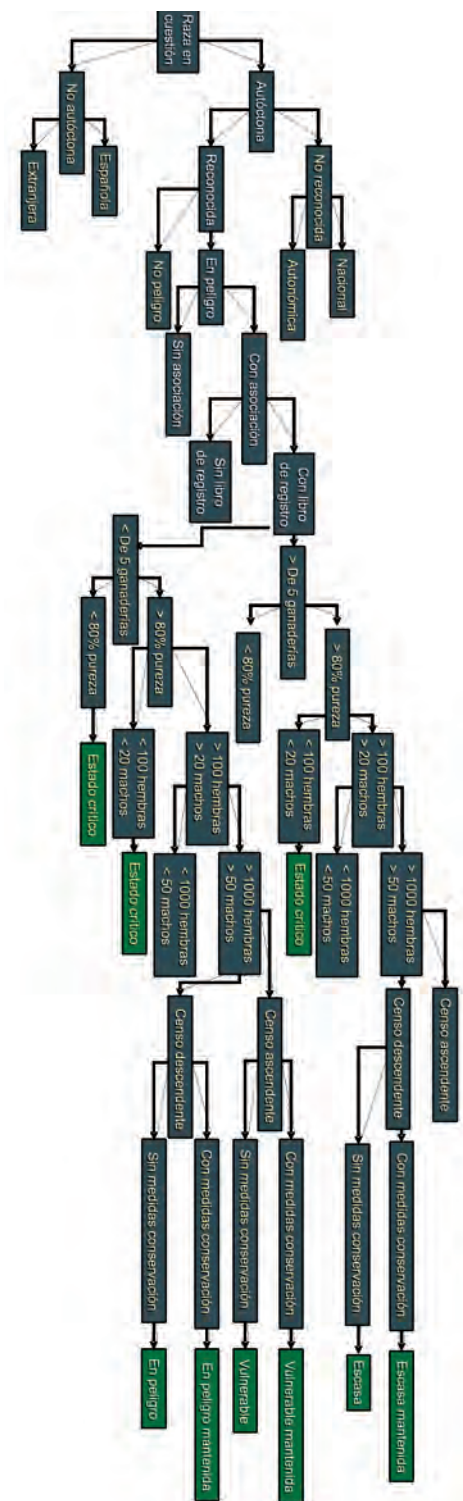 Raza en
cuestión
Autóctona
No autóctona
No reconocida
Reconocida
Española
Extranjera
Nacional
Autonómica
En peligro
No peligro
Con asociación
Sin asociación
Con libro
de registro
Sin libro
de registro
> De 5 ganaderías
< De 5 ganaderías
> 80% pureza
< 80% pureza
> 80% pureza
< 80% pureza
> 100 hembras
> 20 machos
< 100 hembras
< 20 machos
> 100 hembras
> 20 machos
< 100 hembras
< 20 machos
Estado crítico
> 1000 hembras
> 50 machos
< 1000 hembras
< 50 machos
Estado crítico
> 1000 hembras
> 50 machos
< 1000 hembras
< 50 machos
Estado crítico
Censo ascendente
Censo descendente
Censo ascendente
Censo descendente
Con medidas conservación
Sin medidas conservación
Con medidas conservación
Sin medidas conservación
Con medidas conservación
Sin medidas conservación
Escasa mantenida
Escasa
Vulnerable mantenida
Vulnerable
En peligro mantenida
En peligro